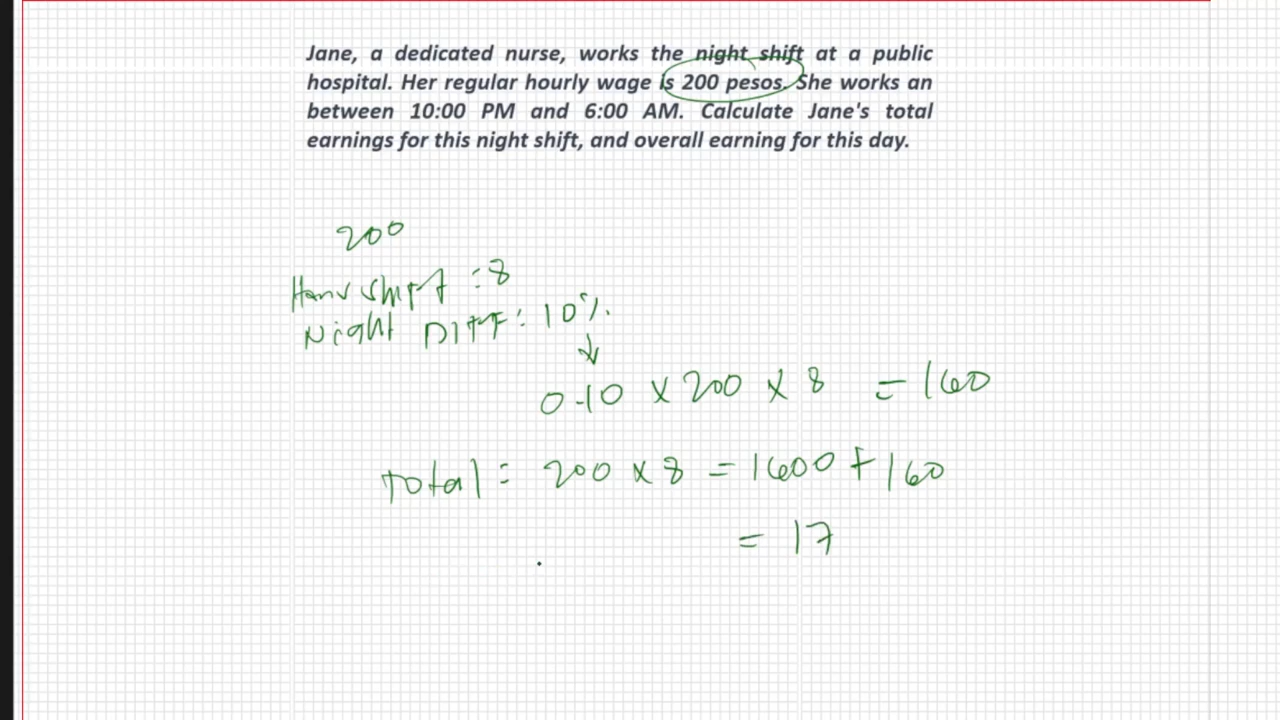 Jane, a dedicated nurse, works the night shift at a public
hospital. Her regular hourly wage is 200 pesos. She works an
between 10:00 PM and 6:00 AM. Calculate Jane's total
earnings for this night shift, and overall earning for this day.
200
Hour shift : 8
Night Diff : 10%
0.10 x 200 x 8 = 160
Total = 200 x 8 = 1600 + 160
= 17